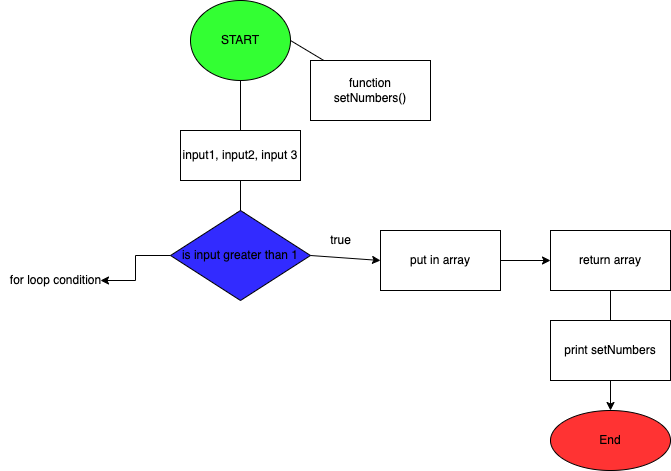 START
function
setNumbers()
input1, input2, input 3
is input greater than 1
true
put in array
return array
for loop condition
print setNumbers
End